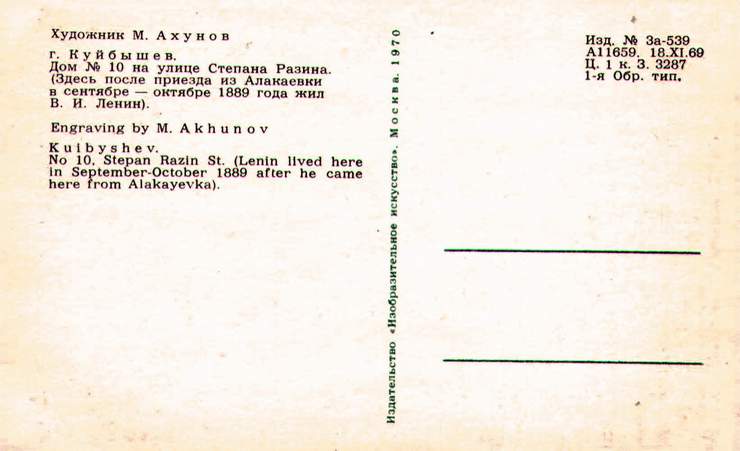 Художник М. Ахунов
г. Куйбышев.
Дом № 10 на улице Степана Разина.
(Здесь после приезда из Алакаевки
в сентябре — октябре 1889 года жил
В. И. Ленин).
Engraving by M. Akhunov
Kuibyshev.
No 10, Stepan Razin St. (Lenin lived here
in September-October 1889 after he came
here from Alakayevka).
Издательство «Изобразительное искусство». Москва. 1970
Изд. № 3а-539
А11659. 18.XI.69
Ц. 1 к. З. 3287
1-я Обр. тип.